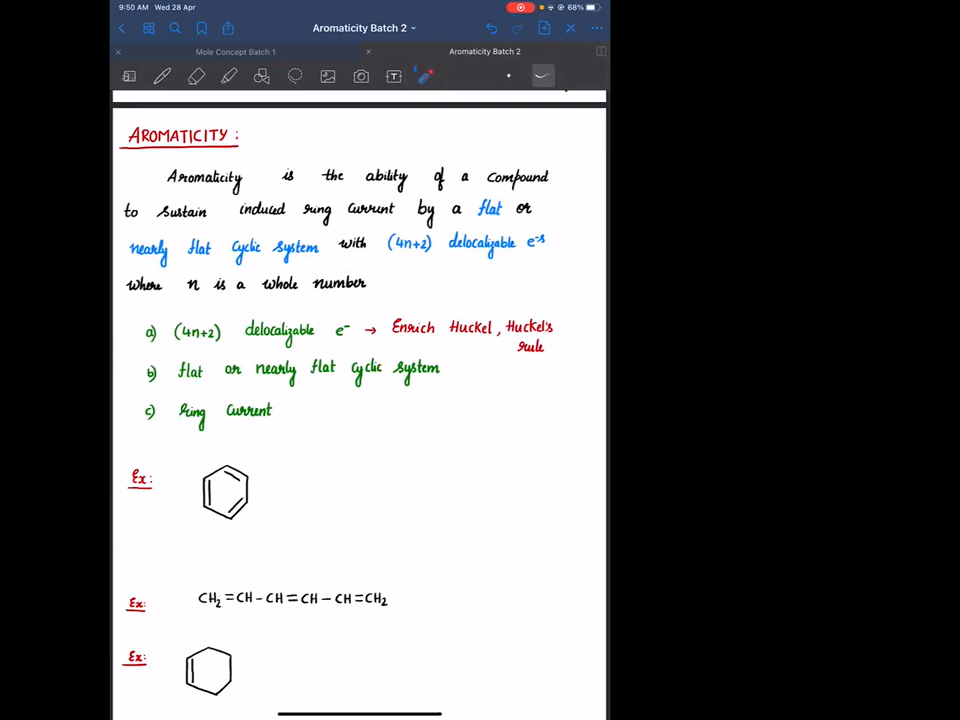 9:50 AM Wed 28 Apr
68%
Aromaticity Batch 2
Mole Concept Batch 1
Aromaticity Batch 2
T
AROMATICITY :
Aromaticity is the ability of a compound
to sustain induced ring current by a flat or
nearly flat cyclic system with (4n+2) delocalizable e⁻s
where n is a whole number
a) (4n+2) delocalizable e⁻ → Enrich Huckel, Huckel's
rule
b) flat or nearly flat cyclic system
c) ring current
Ex:
Ex: CH₂=CH-CH=CH-CH=CH₂
Ex: